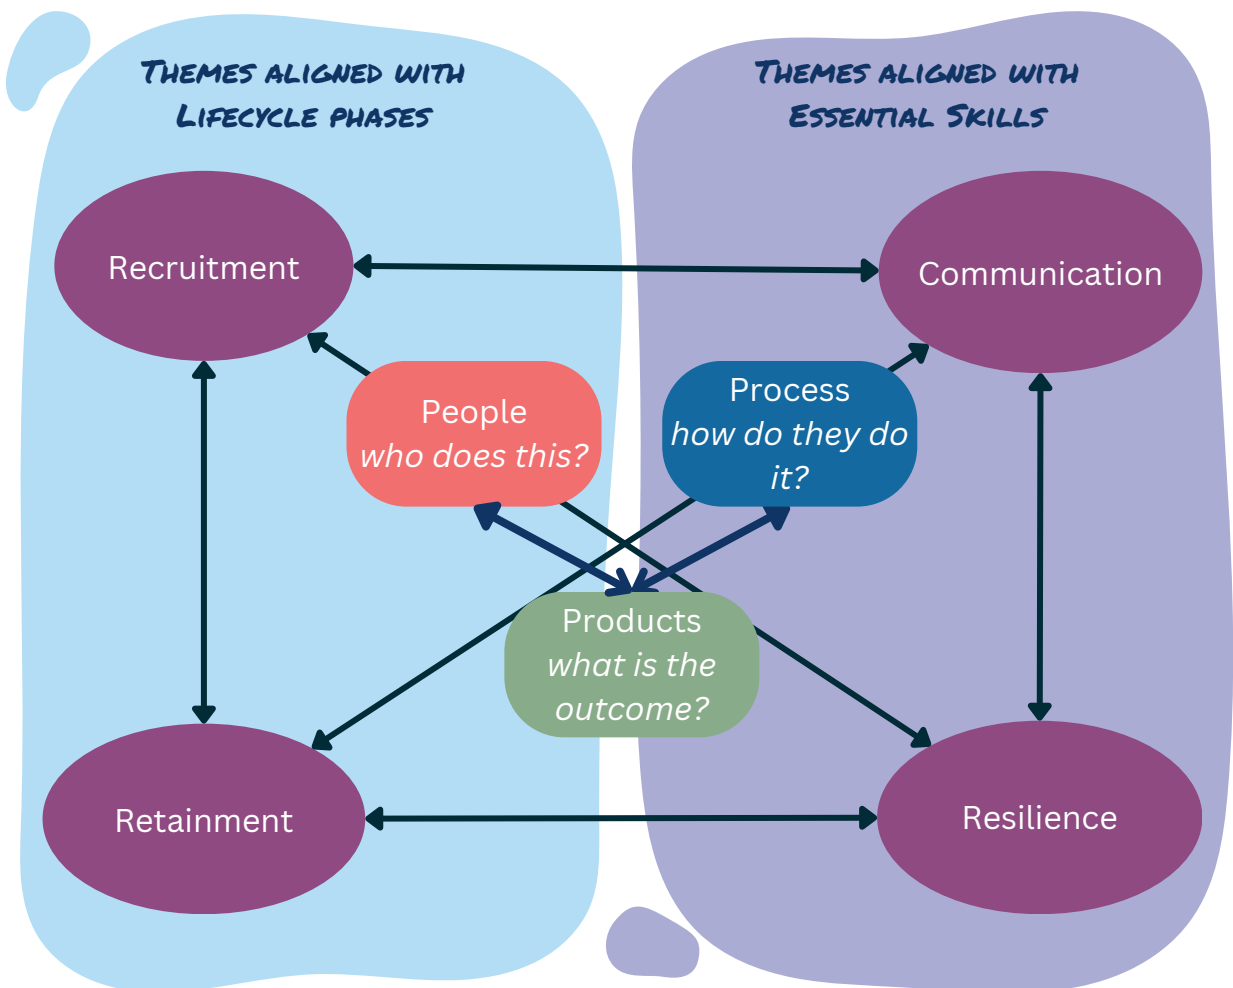 Themes aligned with
Lifecycle phases
Themes aligned with
Essential Skills
Recruitment
Communication
People
who does this?
Process
how do they do
it?
Products
what is the
outcome?
Retainment
Resilience